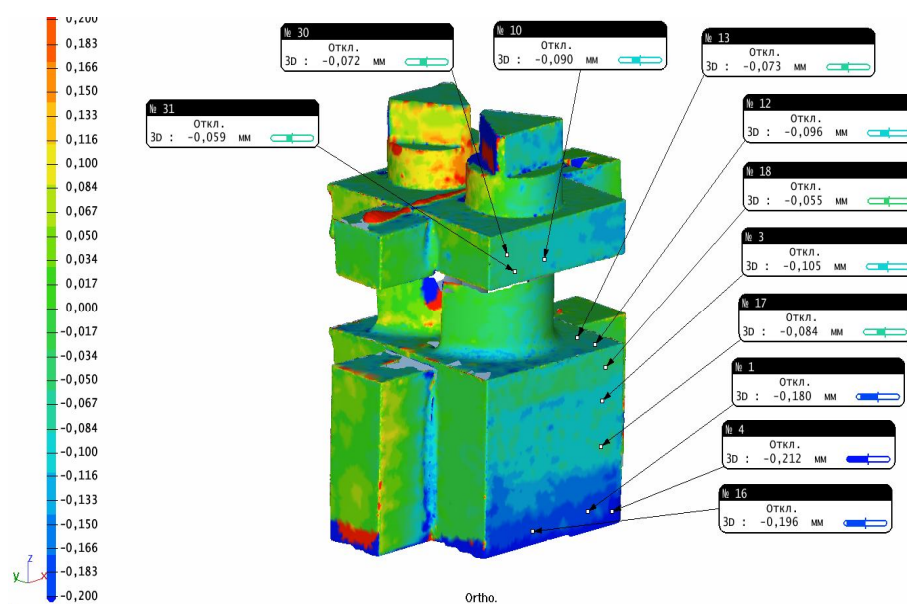 0,200
0,183
0,166
0,150
0,133
0,116
0,100
0,084
0,067
0,050
0,034
0,017
0,000
-0,017
-0,034
-0,050
-0,067
-0,084
-0,100
-0,116
-0,133
-0,150
-0,166
-0,183
-0,200
№ 30
Откл.
3D : -0,072 мм
№ 10
Откл.
3D : -0,090 мм
№ 13
Откл.
3D : -0,073 мм
№ 31
Откл.
3D : -0,059 мм
№ 12
Откл.
3D : -0,096 мм
№ 18
Откл.
3D : -0,055 мм
№ 3
Откл.
3D : -0,105 мм
№ 17
Откл.
3D : -0,084 мм
№ 1
Откл.
3D : -0,180 мм
№ 4
Откл.
3D : -0,212 мм
№ 16
Откл.
3D : -0,196 мм
z
y
x
Ortho.